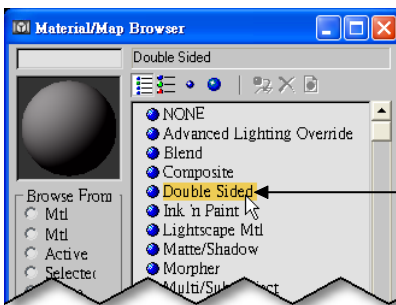 Material/Map Browser
Double Sided
NONE
Advanced Lighting Override
Blend
Composite
Double Sided
Ink 'n Paint
Lightscape Mtl
Matte/Shadow
Morpher
Browse From
Mtl
Mtl
Active
Selected